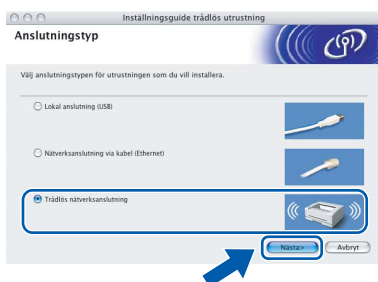 Inställningsguide trådlös utrustning
Anslutningstyp
Välj anslutningstypen för utrustningen som du vill installera.
Lokal anslutning (USB)
Nätverksanslutning via kabel (Ethernet)
Trådlös nätverksanslutning
Nästa>
Avbryt